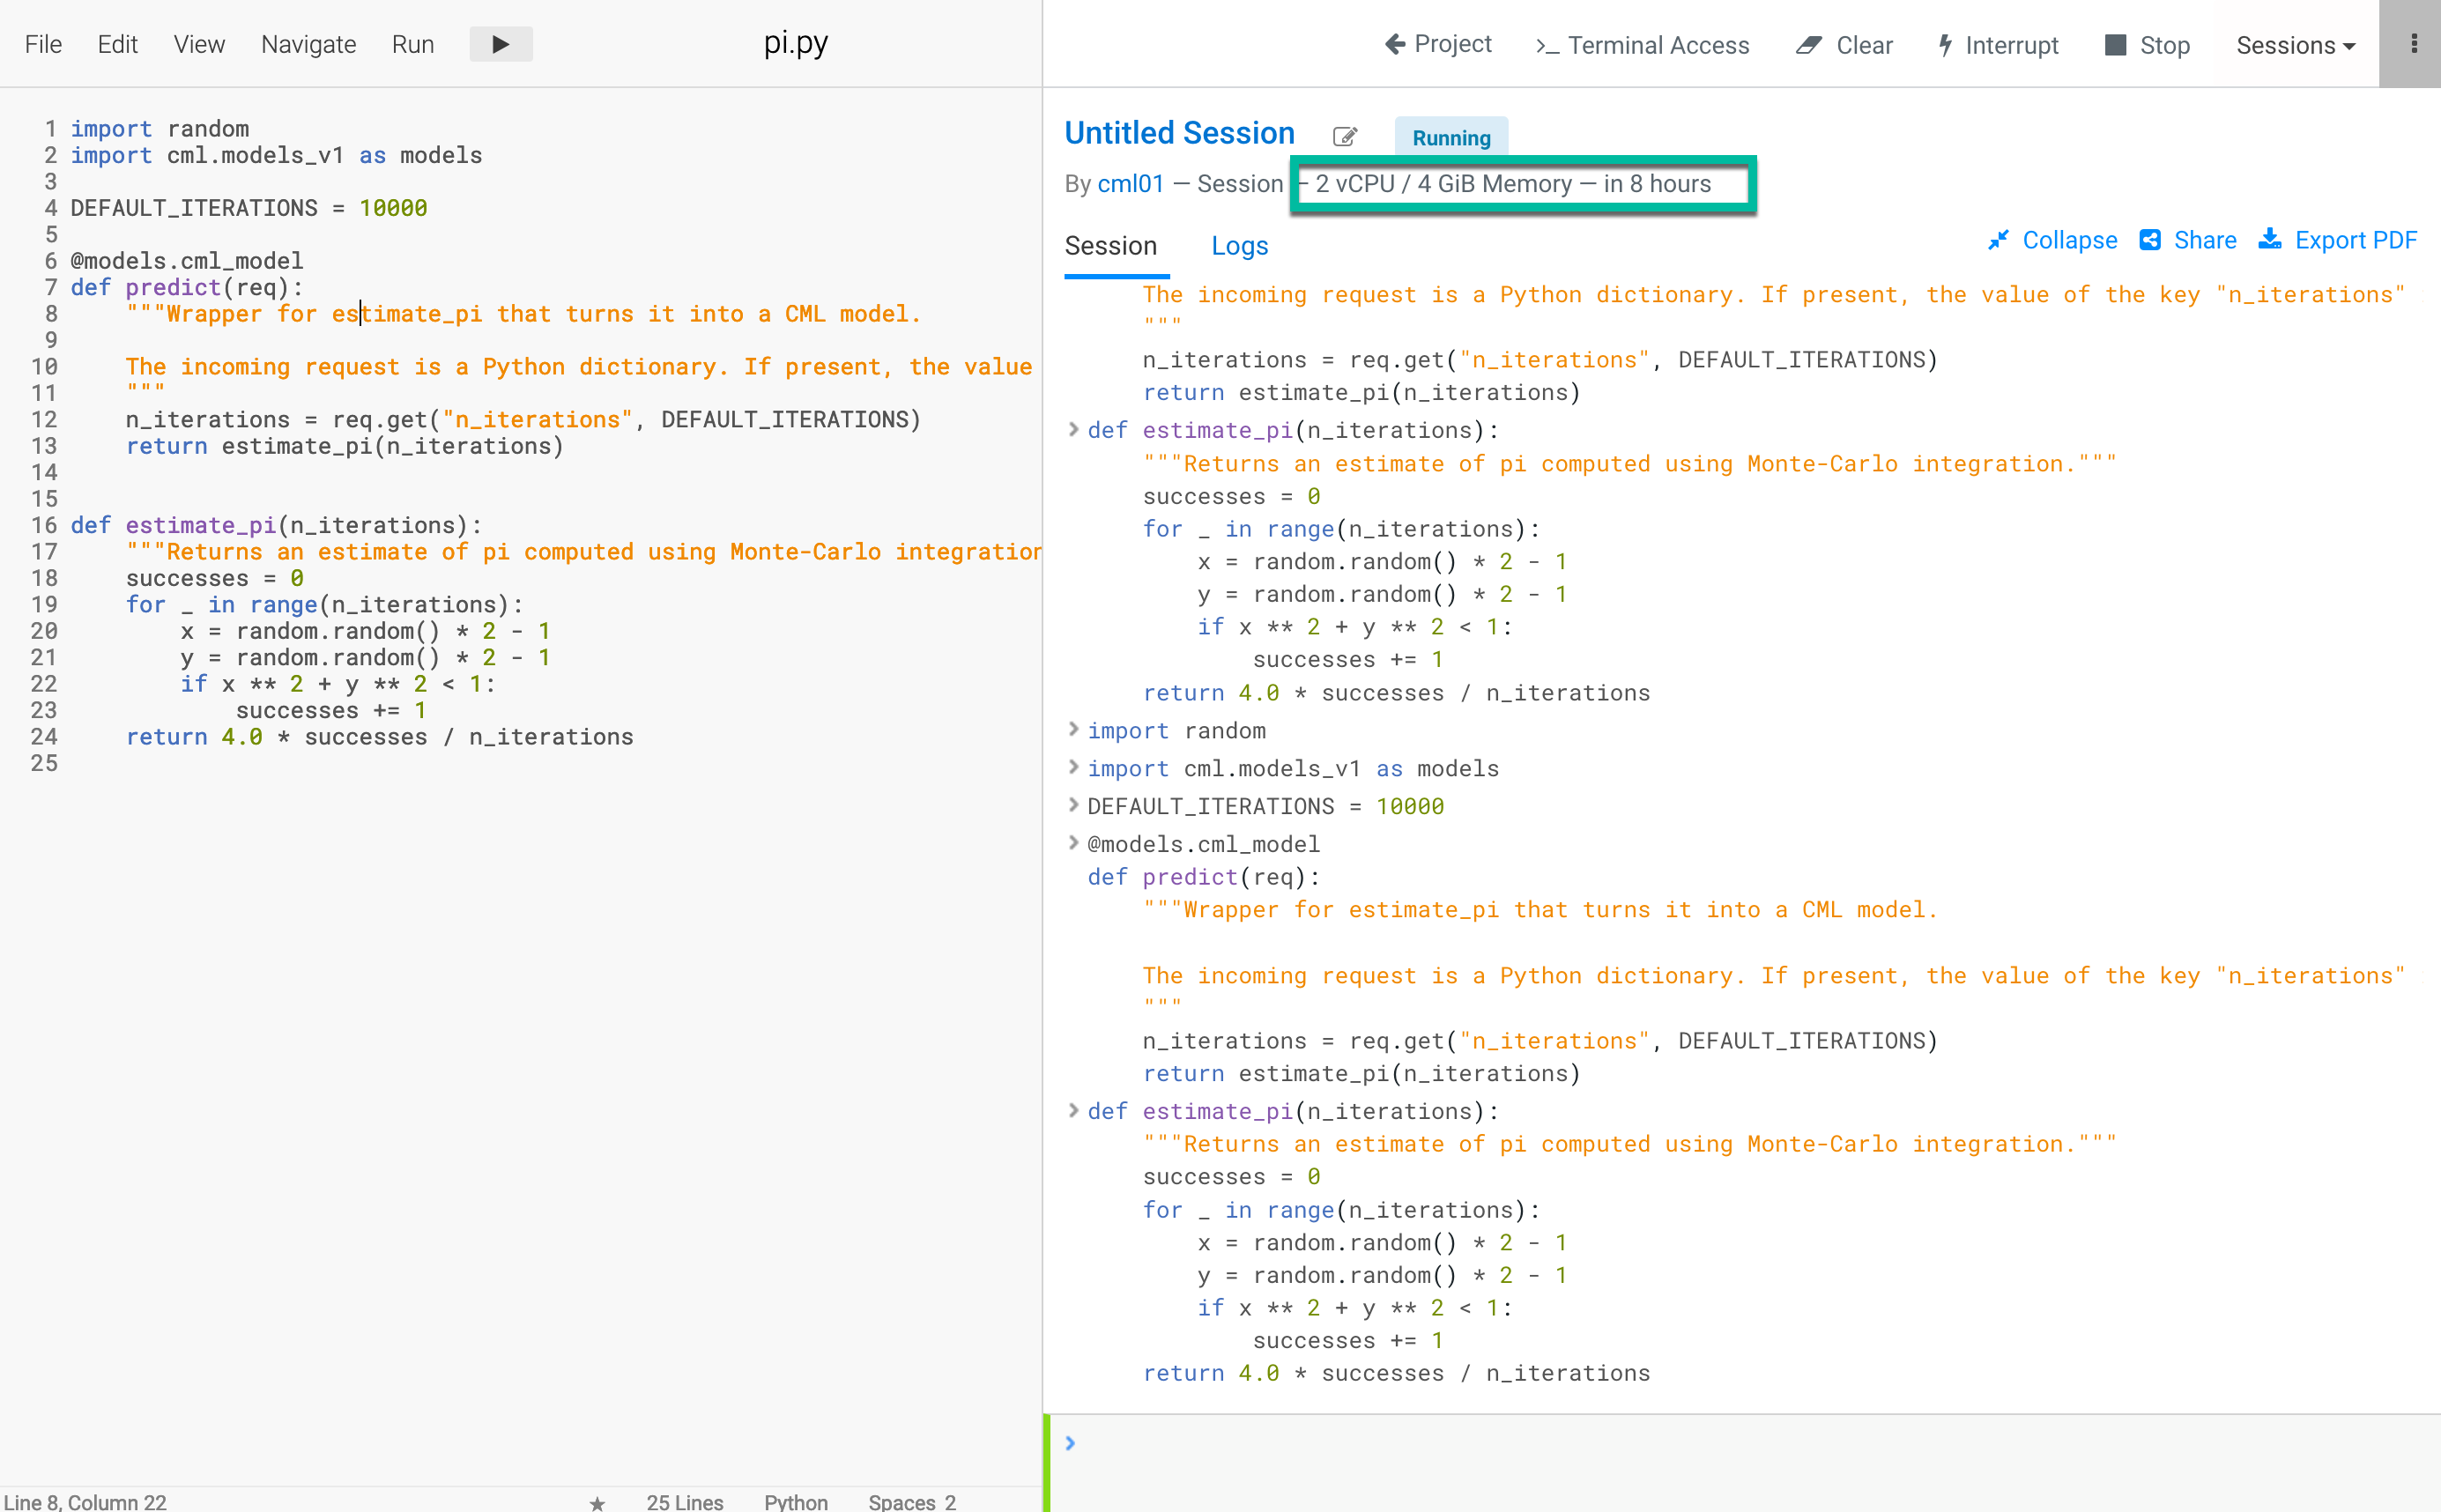 File Edit View Navigate Run pi.py
1 import random
2 import cml.models_v1 as models
3
4 DEFAULT_ITERATIONS = 10000
5
6 @models.cml_model
7 def predict(req):
8     """Wrapper for estimate_pi that turns it into a CML model.
9
10     The incoming request is a Python dictionary. If present, the value
11     """
12     n_iterations = req.get("n_iterations", DEFAULT_ITERATIONS)
13     return estimate_pi(n_iterations)
14
15
16 def estimate_pi(n_iterations):
17     """Returns an estimate of pi computed using Monte-Carlo integration
18     successes = 0
19     for _ in range(n_iterations):
20         x = random.random() * 2 - 1
21         y = random.random() * 2 - 1
22         if x ** 2 + y ** 2 < 1:
23             successes += 1
24     return 4.0 * successes / n_iterations
25
Line 8, Column 22 ★ 25 Lines Python Spaces 2
Project >_ Terminal Access Clear Interrupt Stop Sessions
Untitled Session Running
By cml01 — Session – 2 vCPU / 4 GiB Memory — in 8 hours
Session Logs Collapse Share Export PDF
    The incoming request is a Python dictionary. If present, the value of the key "n_iterations"
    """
    n_iterations = req.get("n_iterations", DEFAULT_ITERATIONS)
    return estimate_pi(n_iterations)
> def estimate_pi(n_iterations):
    """Returns an estimate of pi computed using Monte-Carlo integration."""
    successes = 0
    for _ in range(n_iterations):
        x = random.random() * 2 - 1
        y = random.random() * 2 - 1
        if x ** 2 + y ** 2 < 1:
            successes += 1
    return 4.0 * successes / n_iterations
> import random
> import cml.models_v1 as models
> DEFAULT_ITERATIONS = 10000
> @models.cml_model
def predict(req):
    """Wrapper for estimate_pi that turns it into a CML model.
    The incoming request is a Python dictionary. If present, the value of the key "n_iterations"
    """
    n_iterations = req.get("n_iterations", DEFAULT_ITERATIONS)
    return estimate_pi(n_iterations)
> def estimate_pi(n_iterations):
    """Returns an estimate of pi computed using Monte-Carlo integration."""
    successes = 0
    for _ in range(n_iterations):
        x = random.random() * 2 - 1
        y = random.random() * 2 - 1
        if x ** 2 + y ** 2 < 1:
            successes += 1
    return 4.0 * successes / n_iterations
>